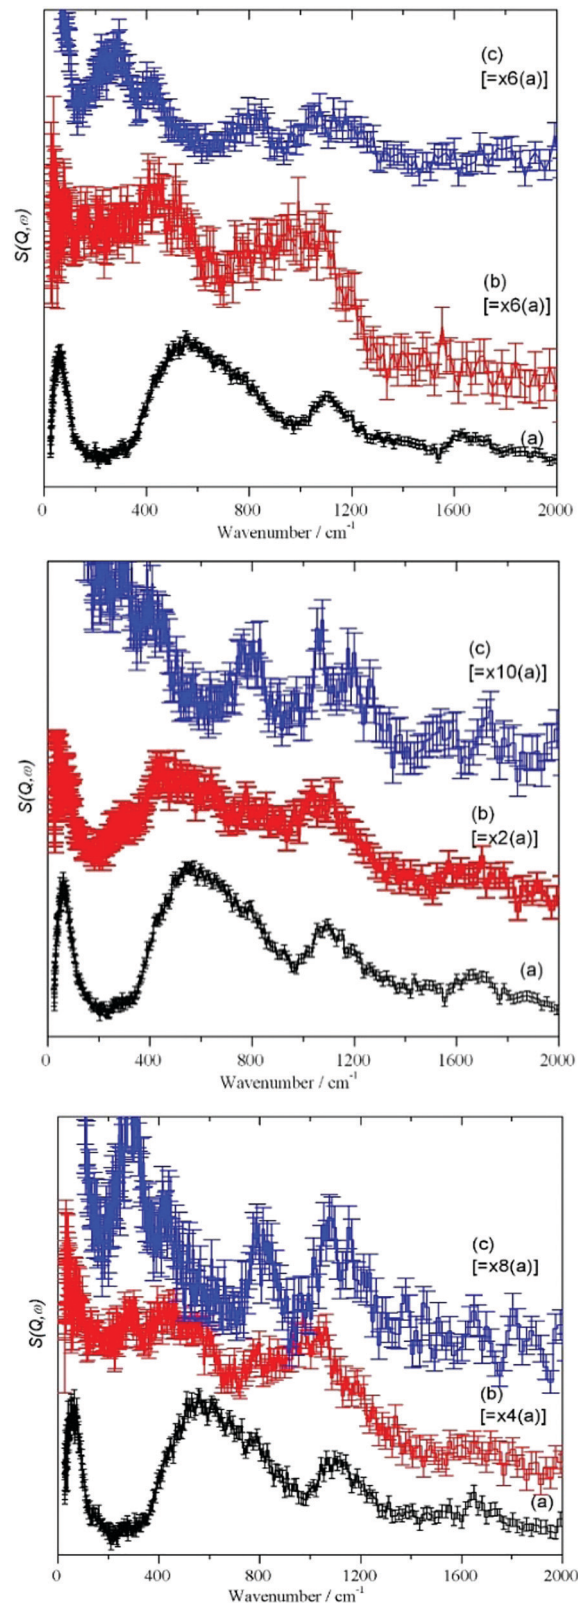 (c)
[=x6(a)]
S(Q,ω)
(b)
[=x6(a)]
(a)
0 400 800 1200 1600 2000
Wavenumber / cm⁻¹
(c)
[=x10(a)]
S(Q,ω)
(b)
[=x2(a)]
(a)
0 400 800 1200 1600 2000
Wavenumber / cm⁻¹
(c)
[=x8(a)]
S(Q,ω)
(b)
[=x4(a)]
(a)
0 400 800 1200 1600 2000
Wavenumber / cm⁻¹